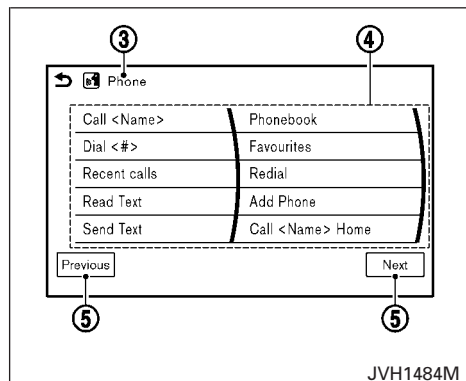 ③ ④
Phone
Call <Name> Phonebook
Dial <#> Favourites
Recent calls Redial
Read Text Add Phone
Send Text Call <Name> Home
Previous Next
⑤ ⑤
JVH1484M